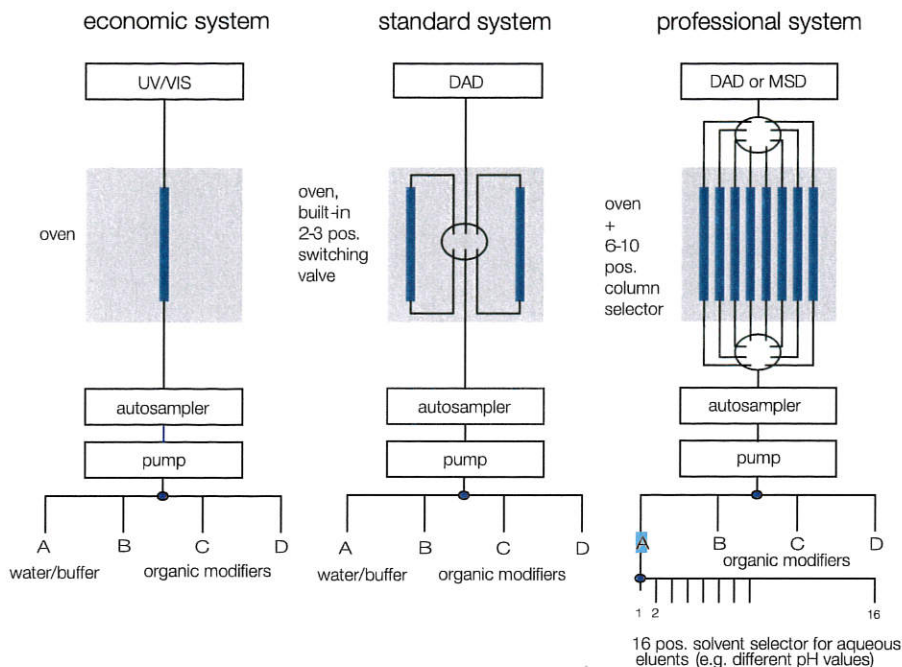 economic system
UV/VIS
oven
autosampler
pump
A B C D
water/buffer organic modifiers
standard system
DAD
oven,
built-in
2-3 pos.
switching
valve
autosampler
pump
A B C D
water/buffer organic modifiers
professional system
DAD or MSD
oven
+
6-10
pos.
column
selector
autosampler
pump
A B C D
organic modifiers
1 2 16
16 pos. solvent selector for aqueous
eluents (e.g. different pH values)